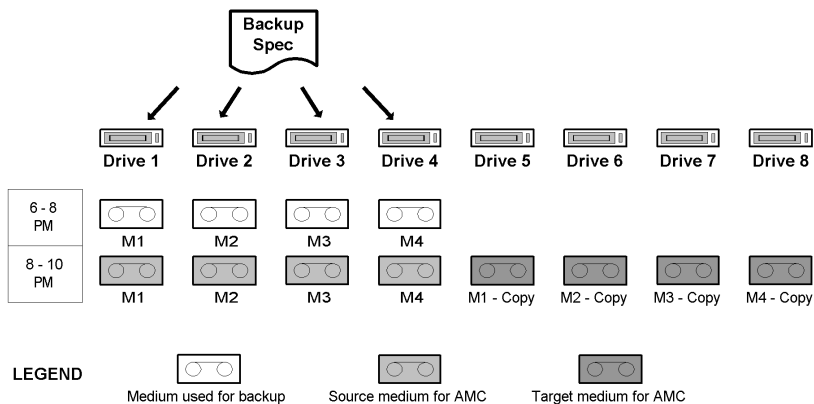 Backup
Spec
Drive 1 Drive 2 Drive 3 Drive 4 Drive 5 Drive 6 Drive 7 Drive 8
6 - 8
PM
M1 M2 M3 M4
8 - 10
PM
M1 M2 M3 M4 M1 - Copy M2 - Copy M3 - Copy M4 - Copy
LEGEND
Medium used for backup Source medium for AMC Target medium for AMC